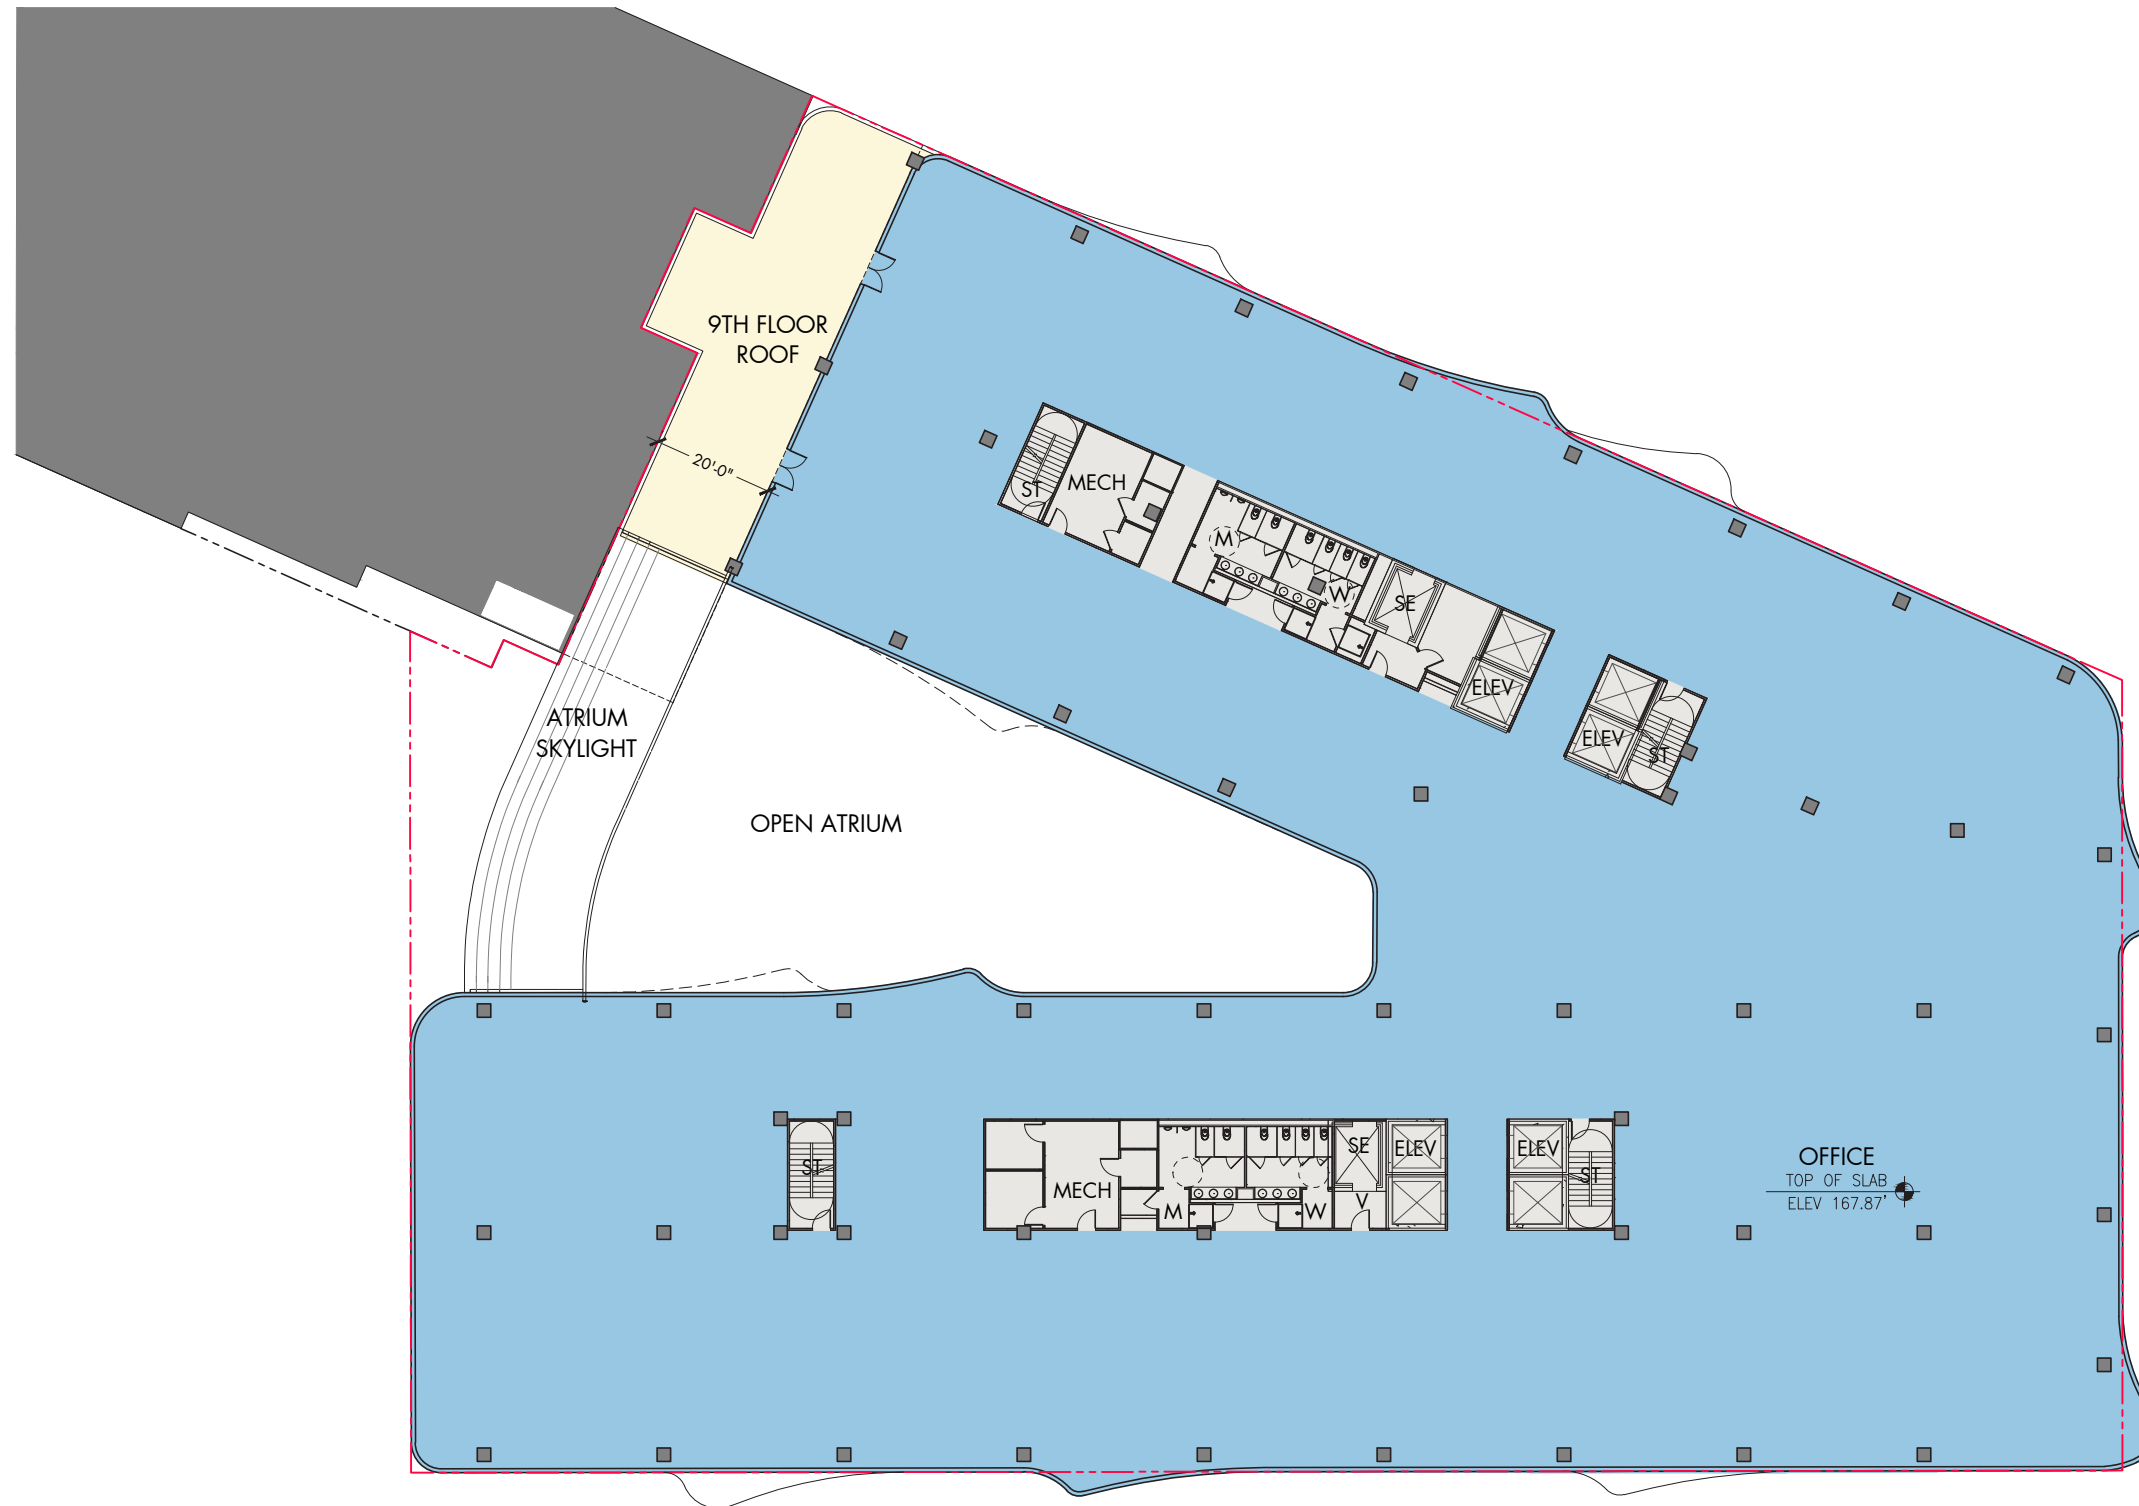 9TH FLOOR
ROOF
20'-0"
ST
MECH
M
W
SE
ELEV
ELEV
ST
ATRIUM
SKYLIGHT
OPEN ATRIUM
ST
MECH
M
W
SE
V
ELEV
ELEV
ST
OFFICE
TOP OF SLAB
ELEV 167.87'